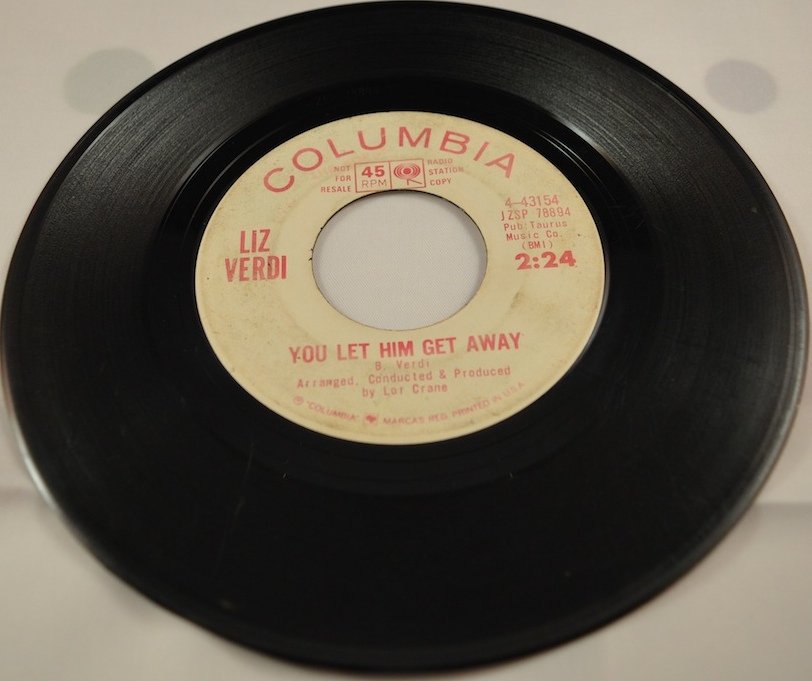 COLUMBIA
NOT
FOR
RESALE
45
RPM
RADIO
STATION
COPY
4-43154
JZSP 78894
Pub: Taurus
Music Co.
(BMI)
2:24
LIZ
VERDI
YOU LET HIM GET AWAY
B. Verdi
Arranged, Conducted & Produced
by Lor Crane
℗ "COLUMBIA" MARCAS REG. PRINTED IN U.S.A.